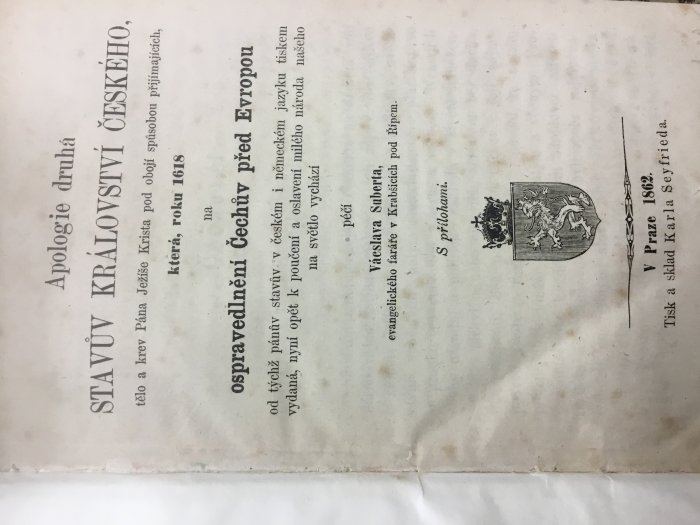 Apologie druhá
STAVŮV KRÁLOVSTVÍ ČESKÉHO,
tělo a krev Pána Ježíše Krista pod obojí spůsobou přijímajících,
která, roku 1618
na
ospravedlnění Čechův před Evropou
od týchž pánův stavův v českém i německém jazyku tiskem
vydaná, nyní opět k poučení a oslavení milého národa našeho
na světlo vychází
péčí
Václava Šuberta,
evangelického faráře v Krabšicích pod Řípem.
S přílohami.
V Praze 1862.
Tisk a sklad Karla Seyfrieda.